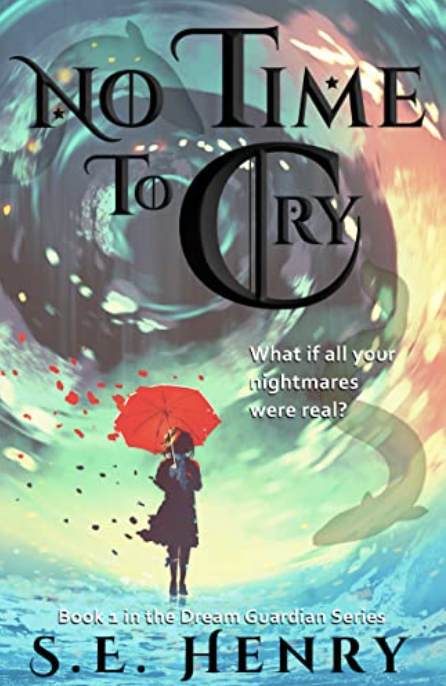 No Time
To Cry
What if all your
nightmares
were real?
Book 1 in the Dream Guardian Series
S.E. Henry